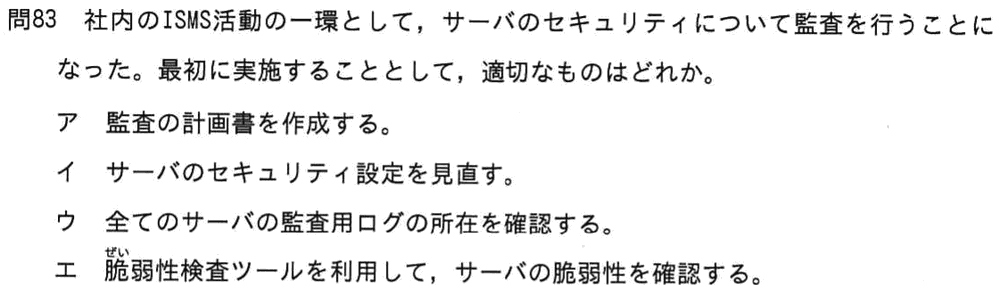 問83 社内のISMS活動の一環として，サーバのセキュリティについて監査を行うことに
なった。最初に実施することとして，適切なものはどれか。
ア 監査の計画書を作成する。
イ サーバのセキュリティ設定を見直す。
ウ 全てのサーバの監査用ログの所在を確認する。
ぜい
エ 脆弱性検査ツールを利用して，サーバの脆弱性を確認する。